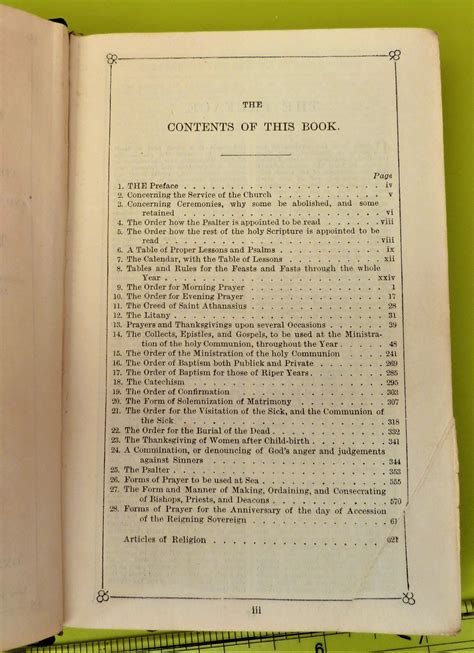 THE
CONTENTS OF THIS BOOK.
Page
1. THE Preface . . . . . . . . . . . . . . . . . iv
2. Concerning the Service of the Church . . . . . . . . . . v
3. Concerning Ceremonies, why some be abolished, and some
retained . . . . . . . . . . . . . . . . . vi
4. The Order how the Psalter is appointed to be read . . . . . . viii
5. The Order how the rest of the holy Scripture is appointed to be
read . . . . . . . . . . . . . . . . . . viii
6. A Table of Proper Lessons and Psalms . . . . . . . . . . ix
7. The Calendar, with the Table of Lessons . . . . . . . . . xii
8. Tables and Rules for the Feasts and Fasts through the whole
Year . . . . . . . . . . . . . . . . . . xxiv
9. The Order for Morning Prayer . . . . . . . . . . . . 1
10. The Order for Evening Prayer . . . . . . . . . . . . 17
11. The Creed of Saint Athanasius . . . . . . . . . . . . 28
12. The Litany . . . . . . . . . . . . . . . . . 31
13. Prayers and Thanksgivings upon several Occasions . . . . . . 39
14. The Collects, Epistles, and Gospels, to be used at the Ministra-
tion of the holy Communion, throughout the Year . . . . . 48
15. The Order of the Ministration of the holy Communion . . . . 241
16. The Order of Baptism both Publick and Private . . . . . . . 269
17. The Order of Baptism for those of Riper Years . . . . . . . 285
18. The Catechism . . . . . . . . . . . . . . . . 295
19. The Order of Confirmation . . . . . . . . . . . . . 303
20. The Form of Solemnization of Matrimony . . . . . . . . . 307
21. The Order for the Visitation of the Sick, and the Communion of
the Sick . . . . . . . . . . . . . . . . . 318
22. The Order for the Burial of the Dead . . . . . . . . . . 332
23. The Thanksgiving of Women after Child-birth . . . . . . . 341
24. A Commination, or denouncing of God's anger and judgements
against Sinners . . . . . . . . . . . . . . . 344
25. The Psalter . . . . . . . . . . . . . . . . . 353
26. Forms of Prayer to be used at Sea . . . . . . . . . . . 555
27. The Form and Manner of Making, Ordaining, and Consecrating
of Bishops, Priests, and Deacons . . . . . . . . . . . 570
28. Forms of Prayer for the Anniversary of the day of Accession
of the Reigning Sovereign . . . . . . . . . . . .
Articles of Religion . . . . . . . . . . . . . . 621
iii
6